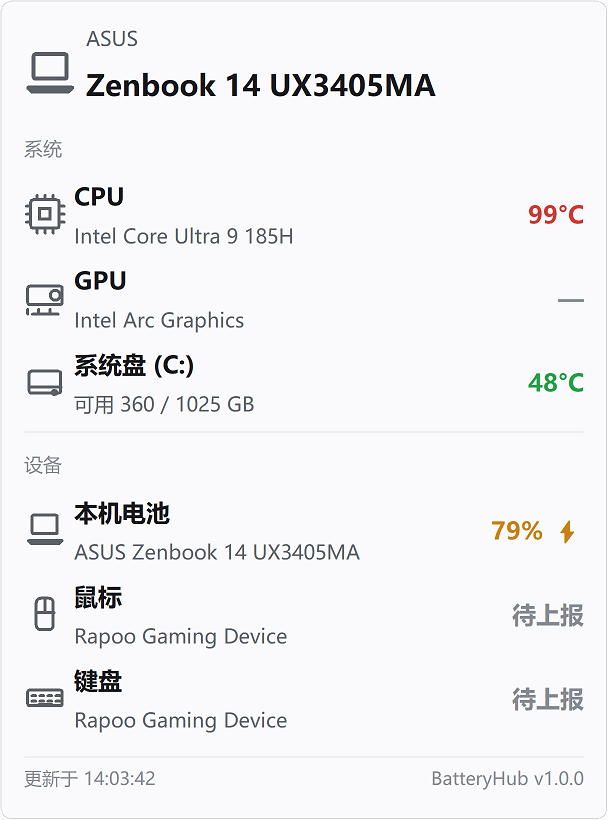 ASUS
Zenbook 14 UX3405MA
系统
CPU
99°C
Intel Core Ultra 9 185H
GPU
—
Intel Arc Graphics
系统盘 (C:)
48°C
可用 360 / 1025 GB
设备
本机电池
79%
ASUS Zenbook 14 UX3405MA
鼠标
待上报
Rapoo Gaming Device
键盘
待上报
Rapoo Gaming Device
更新于 14:03:42
BatteryHub v1.0.0